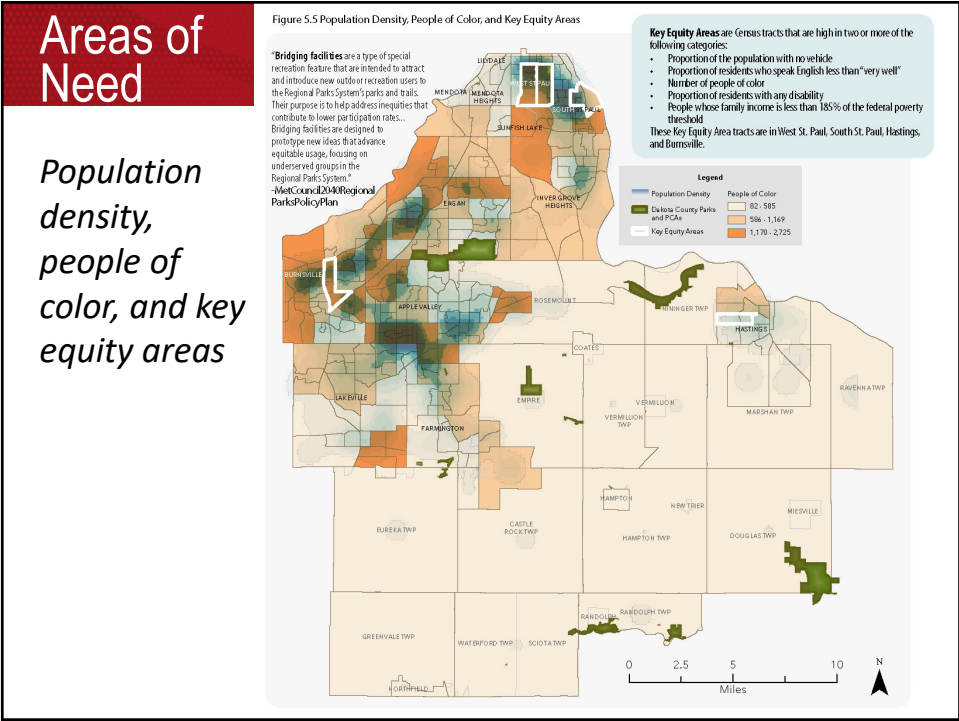 Areas of
Need
Population
density,
people of
color, and key
equity areas
Figure 5.5 Population Density, People of Color, and Key Equity Areas
"Bridging facilities are a type of special
recreation feature that are intended to attract
and introduce new outdoor recreation users to
the Regional Parks System's parks and trails.
Their purpose is to help address inequities that
contribute to lower participation rates...
Bridging facilities are designed to
prototype new ideas that advance
equitable usage, focusing on
underserved groups in the
Regional Parks System."
-MetCouncil2040Regional
ParksPolicyPlan
Key Equity Areas are Census tracts that are high in two or more of the
following categories:
• Proportion of the population with no vehicle
• Proportion of residents who speak English less than "very well"
• Number of people of color
• Proportion of residents with any disability
• People whose family income is less than 185% of the federal poverty
threshold
These Key Equity Area tracts are in West St. Paul, South St. Paul, Hastings,
and Burnsville.
Legend
Population Density
Dakota County Parks
and PCAs
Key Equity Areas
People of Color
82 - 585
586 - 1,169
1,170 - 2,725
LILYDALE
WEST ST PAUL
MENDOTA
MENDOTA
HEIGHTS
SOUTH ST PAUL
SUNFISH LAKE
INVER GROVE
HEIGHTS
EAGAN
BURNSVILLE
APPLE VALLEY
ROSEMOUNT
NININGER TWP
HASTINGS
COATES
EMPIRE
VERMILLION
VERMILLION
TWP
MARSHAN TWP
RAVENNA TWP
LAKEVILLE
FARMINGTON
HAMPTON
NEW TRIER
MIESVILLE
EUREKA TWP
CASTLE
ROCK TWP
HAMPTON TWP
DOUGLAS TWP
RANDOLPH
RANDOLPH TWP
GREENVALE TWP
WATERFORD TWP
SCIOTA TWP
NORTHFIELD
0 2.5 5 10
Miles
N